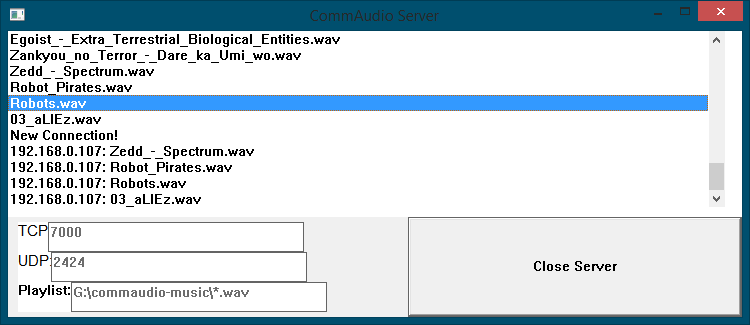 CommAudio Server
Egoist_-_Extra_Terrestrial_Biological_Entities.wav
Zankyou_no_Terror_-_Dare_ka_Umi_wo.wav
Zedd_-_Spectrum.wav
Robot_Pirates.wav
Robots.wav
03_aLIEz.wav
New Connection!
192.168.0.107: Zedd_-_Spectrum.wav
192.168.0.107: Robot_Pirates.wav
192.168.0.107: Robots.wav
192.168.0.107: 03_aLIEz.wav
TCP 7000
UDP: 2424
Playlist: G:\commaudio-music\*.wav
Close Server